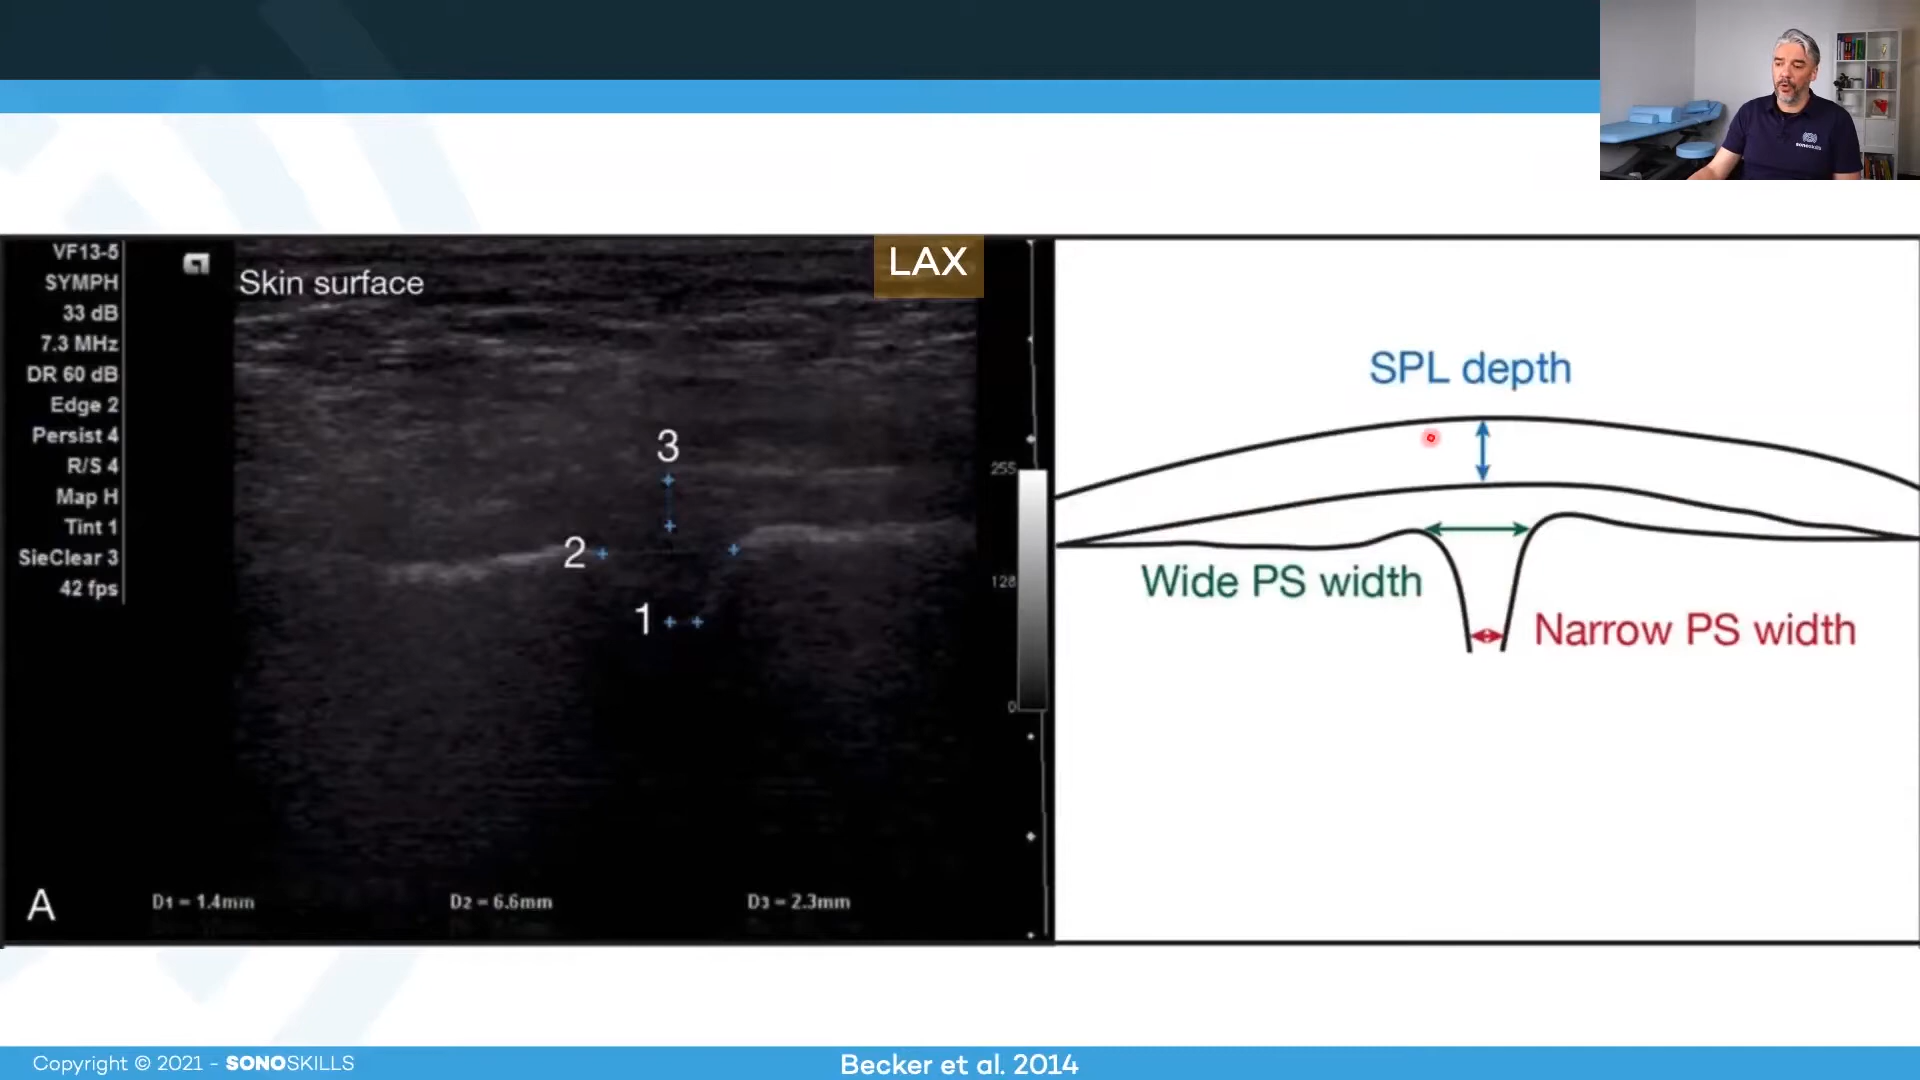 VF13-5
SYMPH
33 dB
7.3 MHz
DR 60 dB
Edge 2
Persist 4
R/S 4
Map H
Tint 1
SieClear 3
42 fps
Skin surface
LAX
3
2
1
255
128
0
A
D1 = 1.4mm
D2 = 6.6mm
D3 = 2.3mm
SPL depth
Wide PS width
Narrow PS width
sonoskills
Copyright © 2021 - SONOSKILLS
Becker et al. 2014